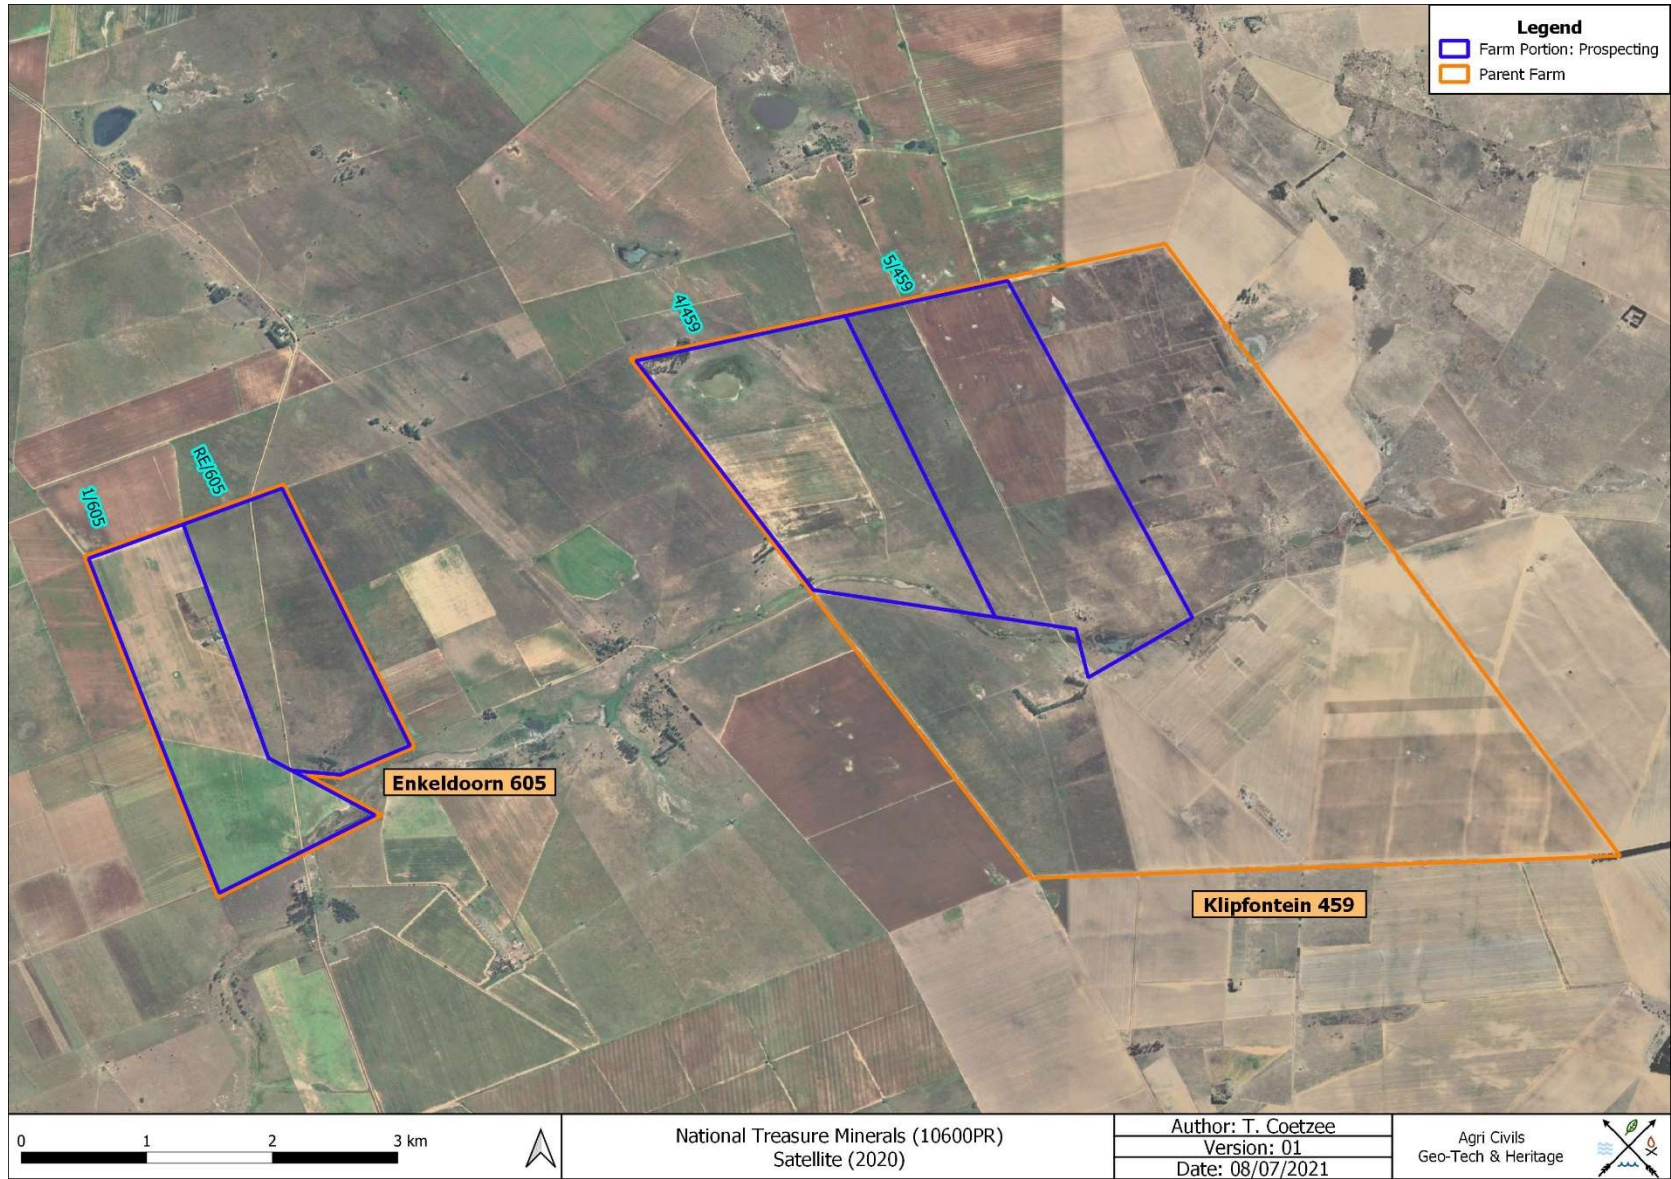 Legend
Farm Portion: Prospecting
Parent Farm
5/459
4/459
RE/605
1/605
Enkeldoorn 605
Klipfontein 459
0 1 2 3 km
National Treasure Minerals (10600PR)
Satellite (2020)
Author: T. Coetzee
Version: 01
Date: 08/07/2021
Agri Civils
Geo-Tech & Heritage